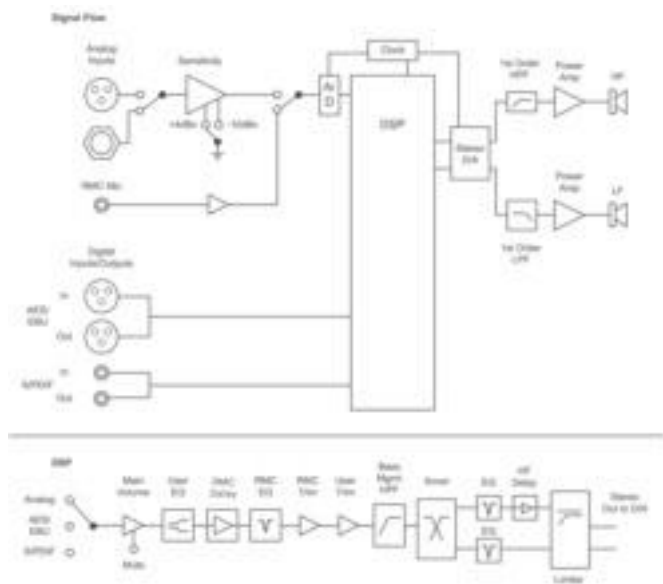 Signal Flow
Analog
Inputs
Sensitivity
Clock
A/
D
DSP
Stereo
D/A
1st Order
HPF
Power
Amp
HF
+4dBu
-10dBV
RMC Mic
Power
Amp
LF
1st Order
LPF
Digital
Inputs/Outputs
In
AES/
EBU
Out
In
S/PDIF
Out
DSP
Analog
AES/
EBU
S/PDIF
Main
Volume
Mute
User
EQ
RMC
Delay
RMC
EQ
RMC
Trim
User
Trim
Bass
Mgmt
HPF
Xover
EQ
EQ
HF
Delay
Limiter
Stereo
Out to D/A